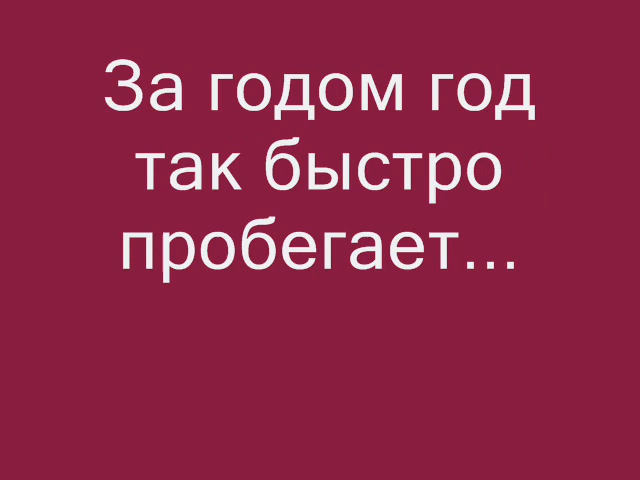 За годом год
так быстро
пробегает...